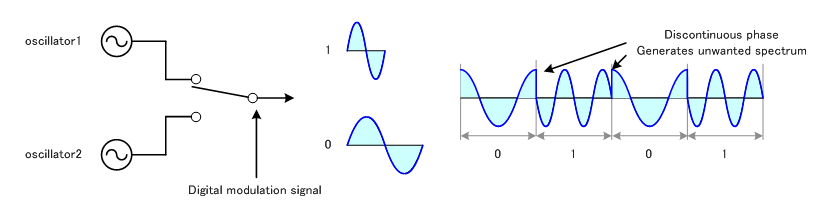 oscillator1
oscillator2
Digital modulation signal
1
0
Discontinuous phase
Generates unwanted spectrum
0 1 0 1